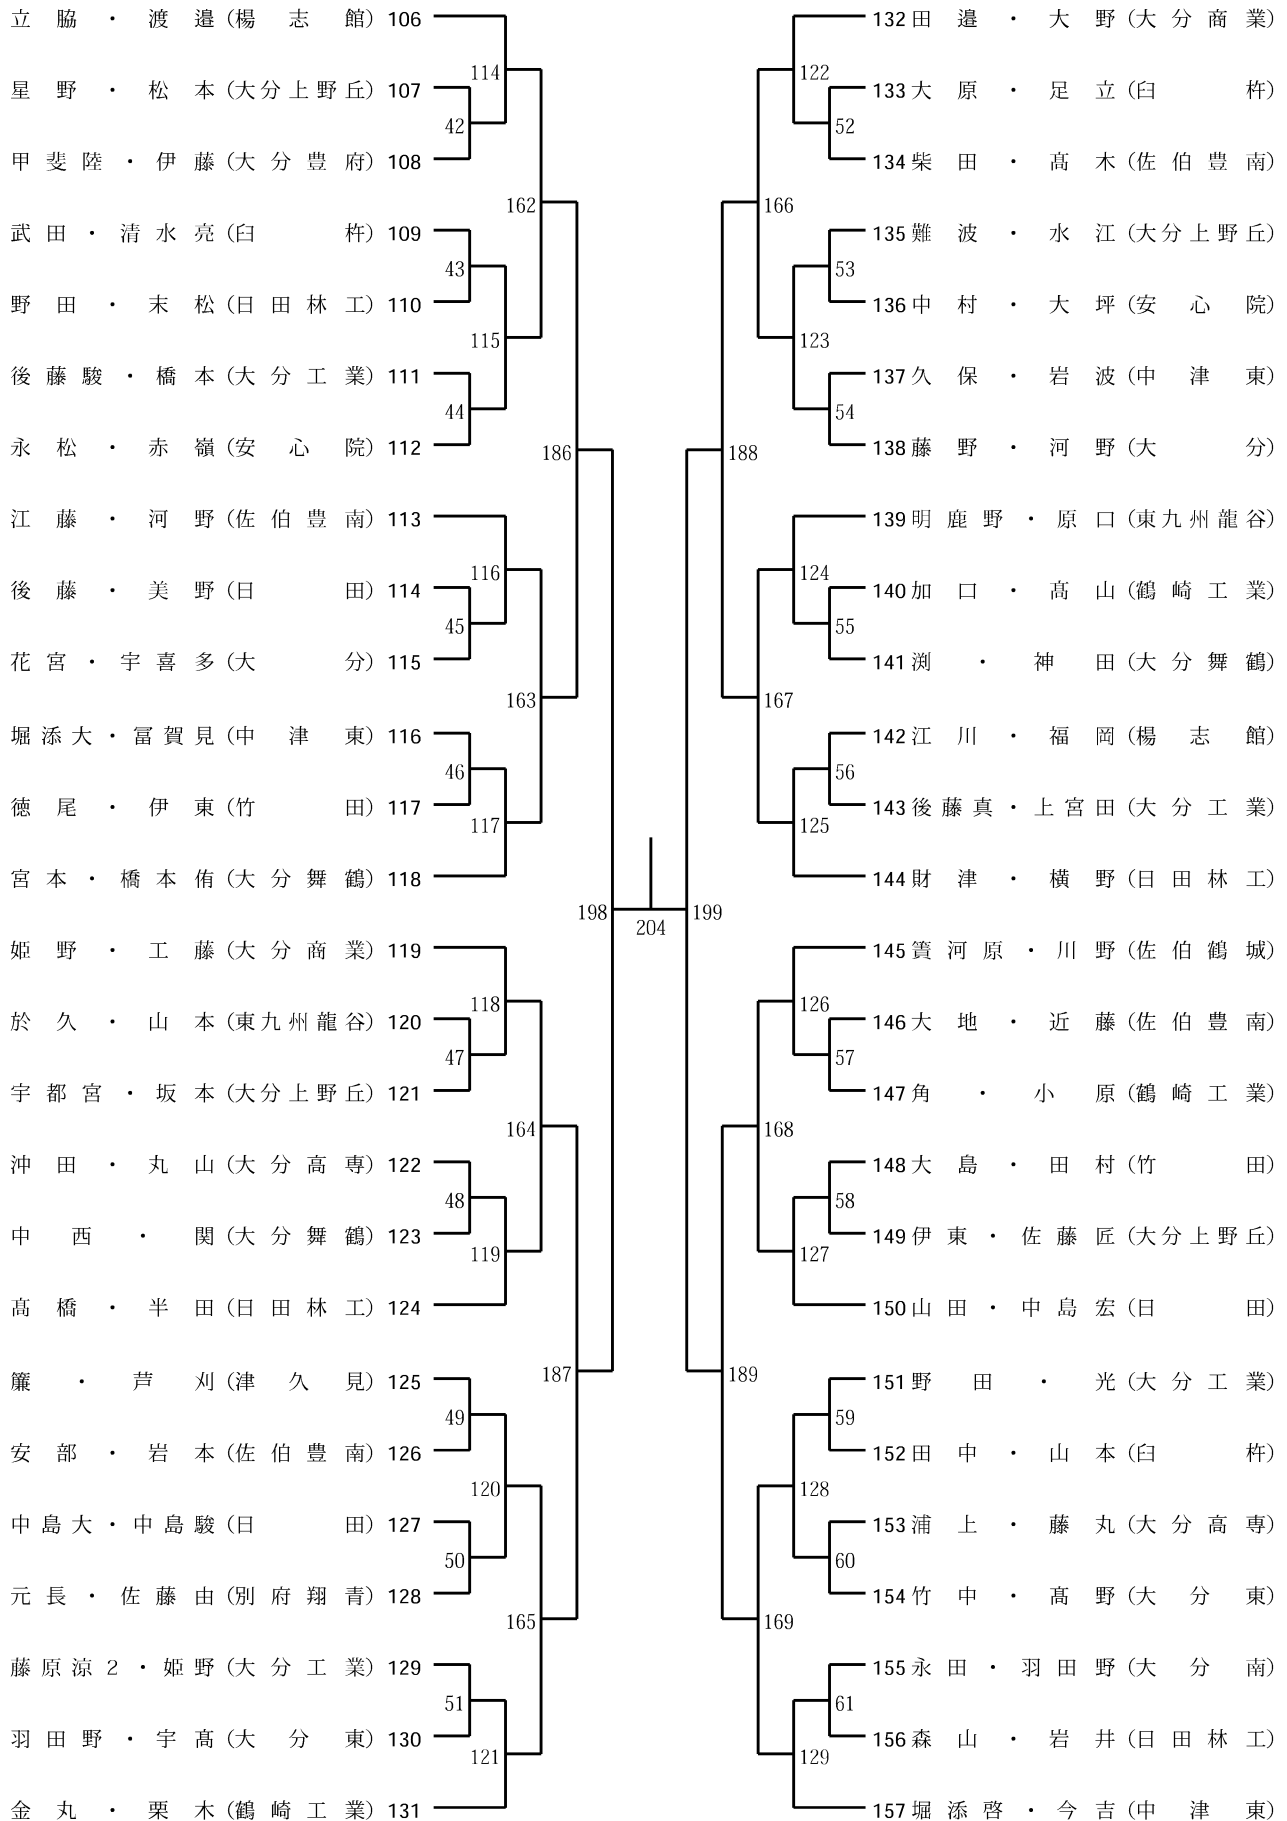 立脇・渡邉(楊志館) 106
星野・松本(大分上野丘) 107
甲斐陸・伊藤(大分豊府) 108
武田・清水亮(臼杵) 109
野田・末松(日田林工) 110
後藤駿・橋本(大分工業) 111
永松・赤嶺(安心院) 112
江藤・河野(佐伯豊南) 113
後藤・美野(日田) 114
花宮・宇喜多(大分) 115
堀添大・冨賀見(中津東) 116
徳尾・伊東(竹田) 117
宮本・橋本侑(大分舞鶴) 118
姫野・工藤(大分商業) 119
於久・山本(東九州龍谷) 120
宇都宮・坂本(大分上野丘) 121
沖田・丸山(大分高専) 122
中西・関(大分舞鶴) 123
髙橋・半田(日田林工) 124
簾・芦刈(津久見) 125
安部・岩本(佐伯豊南) 126
中島大・中島駿(日田) 127
元長・佐藤由(別府翔青) 128
藤原涼2・姫野(大分工業) 129
羽田野・宇髙(大分東) 130
金丸・栗木(鶴崎工業) 131
114
42
162
43
115
44
186
116
45
163
46
117
198
118
47
164
48
119
187
49
120
50
165
51
121
204
122
52
166
53
123
54
188
124
55
167
56
125
199
126
57
168
58
127
189
59
128
60
169
61
129
132 田邉・大野(大分商業)
133 大原・足立(臼杵)
134 柴田・髙木(佐伯豊南)
135 難波・水江(大分上野丘)
136 中村・大坪(安心院)
137 久保・岩波(中津東)
138 藤野・河野(大分)
139 明鹿野・原口(東九州龍谷)
140 加口・髙山(鶴崎工業)
141 渕・神田(大分舞鶴)
142 江川・福岡(楊志館)
143 後藤真・上宮田(大分工業)
144 財津・横野(日田林工)
145 簀河原・川野(佐伯鶴城)
146 大地・近藤(佐伯豊南)
147 角・小原(鶴崎工業)
148 大島・田村(竹田)
149 伊東・佐藤匠(大分上野丘)
150 山田・中島宏(日田)
151 野田・光(大分工業)
152 田中・山本(臼杵)
153 浦上・藤丸(大分高専)
154 竹中・髙野(大分東)
155 永田・羽田野(大分南)
156 森山・岩井(日田林工)
157 堀添啓・今吉(中津東)